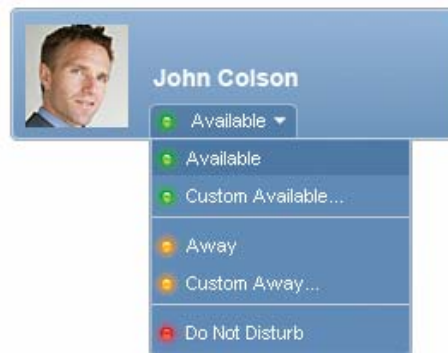 John Colson
Available
Available
Custom Available...
Away
Custom Away...
Do Not Disturb